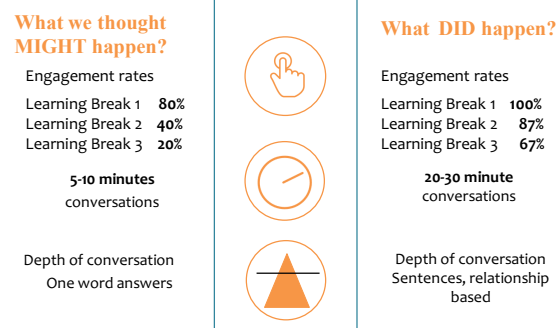 What we thought
MIGHT happen?
Engagement rates
Learning Break 1 80%
Learning Break 2 40%
Learning Break 3 20%
5-10 minutes
conversations
Depth of conversation
One word answers
What DID happen?
Engagement rates
Learning Break 1 100%
Learning Break 2 87%
Learning Break 3 67%
20-30 minute
conversations
Depth of conversation
Sentences, relationship
based